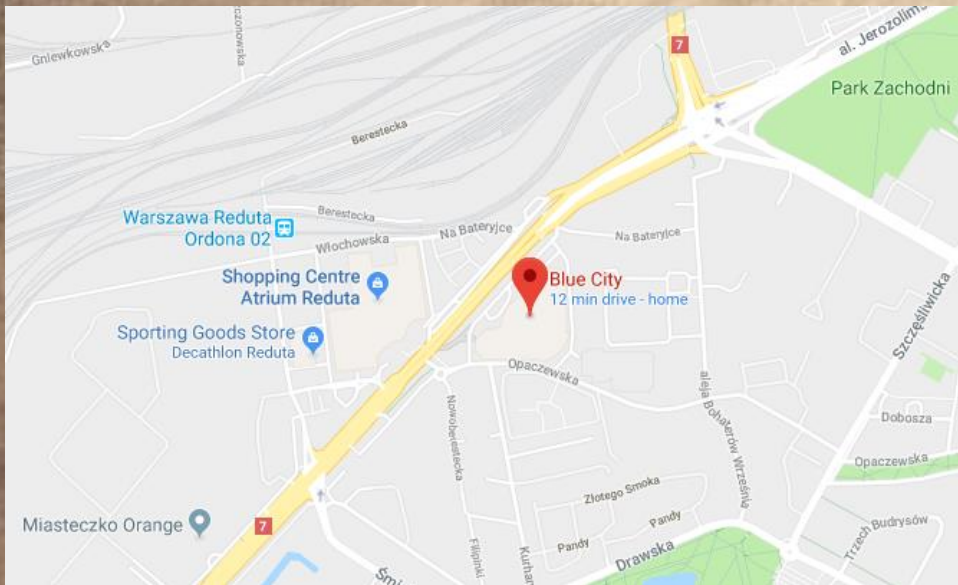 Gniewkowska
7
al. Jerozolims
Park Zachodni
Berestecka
Berestecka
Warszawa Reduta
Ordona 02
Włochowska
Na Bateryjce
Na Bateryjce
Shopping Centre
Atrium Reduta
Blue City
12 min drive - home
Szczęśliwicka
Sporting Goods Store
Decathlon Reduta
Opaczewska
Nowoberestecka
aleja Bohaterów Września
Dobosza
Opaczewska
Złotego Smoka
Pandy
Pandy
Miasteczko Orange
7
Filipinki
Kurhan
Drawska
Trzech Budrysów
Śmi